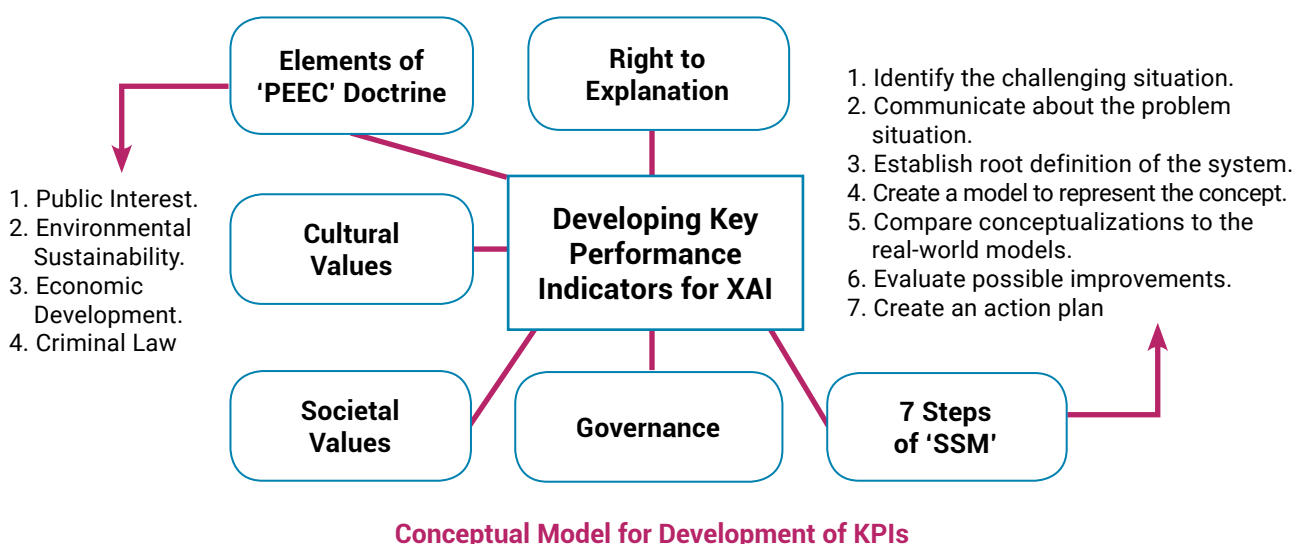 Elements of
‘PEEC’ Doctrine
Right to
Explanation
1. Public Interest.
2. Environmental
Sustainability.
3. Economic
Development.
4. Criminal Law
Cultural
Values
Developing Key
Performance
Indicators for XAI
1. Identify the challenging situation.
2. Communicate about the problem
situation.
3. Establish root definition of the system.
4. Create a model to represent the concept.
5. Compare conceptualizations to the
real-world models.
6. Evaluate possible improvements.
7. Create an action plan
Societal
Values
Governance
7 Steps
of ‘SSM’
Conceptual Model for Development of KPIs